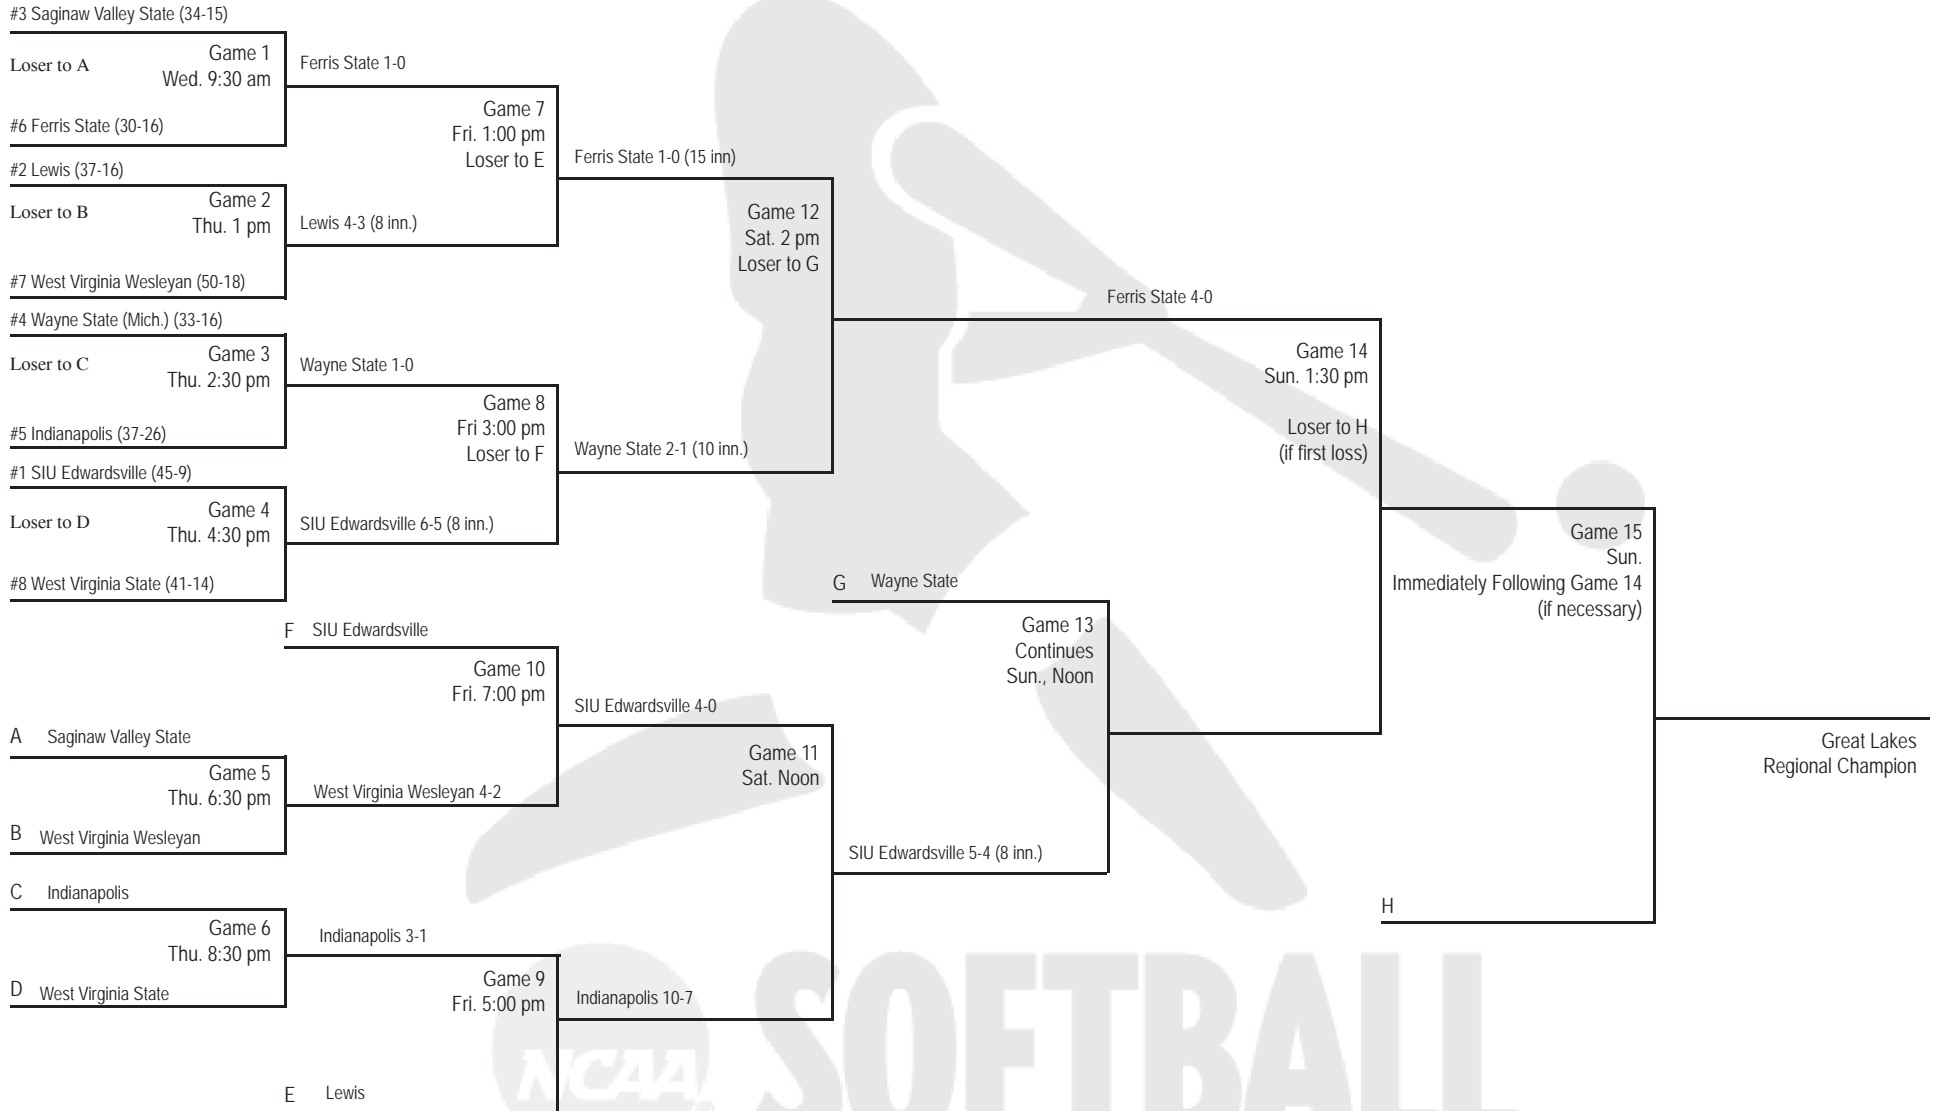 #3 Saginaw Valley State (34-15)
Loser to A
Game 1
Wed. 9:30 am
#6 Ferris State (30-16)
Ferris State 1-0
#2 Lewis (37-16)
Loser to B
Game 2
Thu. 1 pm
#7 West Virginia Wesleyan (50-18)
Lewis 4-3 (8 inn.)
Game 7
Fri. 1:00 pm
Loser to E
Ferris State 1-0 (15 inn)
#4 Wayne State (Mich.) (33-16)
Loser to C
Game 3
Thu. 2:30 pm
#5 Indianapolis (37-26)
Wayne State 1-0
#1 SIU Edwardsville (45-9)
Loser to D
Game 4
Thu. 4:30 pm
#8 West Virginia State (41-14)
SIU Edwardsville 6-5 (8 inn.)
Game 8
Fri 3:00 pm
Loser to F
Wayne State 2-1 (10 inn.)
Game 12
Sat. 2 pm
Loser to G
Ferris State 4-0
Game 14
Sun. 1:30 pm
Loser to H
(if first loss)
Game 15
Sun.
Immediately Following Game 14
(if necessary)
G Wayne State
Game 13
Continues
Sun., Noon
F SIU Edwardsville
Game 10
Fri. 7:00 pm
SIU Edwardsville 4-0
A Saginaw Valley State
Game 5
Thu. 6:30 pm
B West Virginia Wesleyan
West Virginia Wesleyan 4-2
Game 11
Sat. Noon
SIU Edwardsville 5-4 (8 inn.)
Great Lakes
Regional Champion
H
C Indianapolis
Game 6
Thu. 8:30 pm
D West Virginia State
Indianapolis 3-1
Game 9
Fri. 5:00 pm
Indianapolis 10-7
E Lewis
NCAA®
SOFTBALL